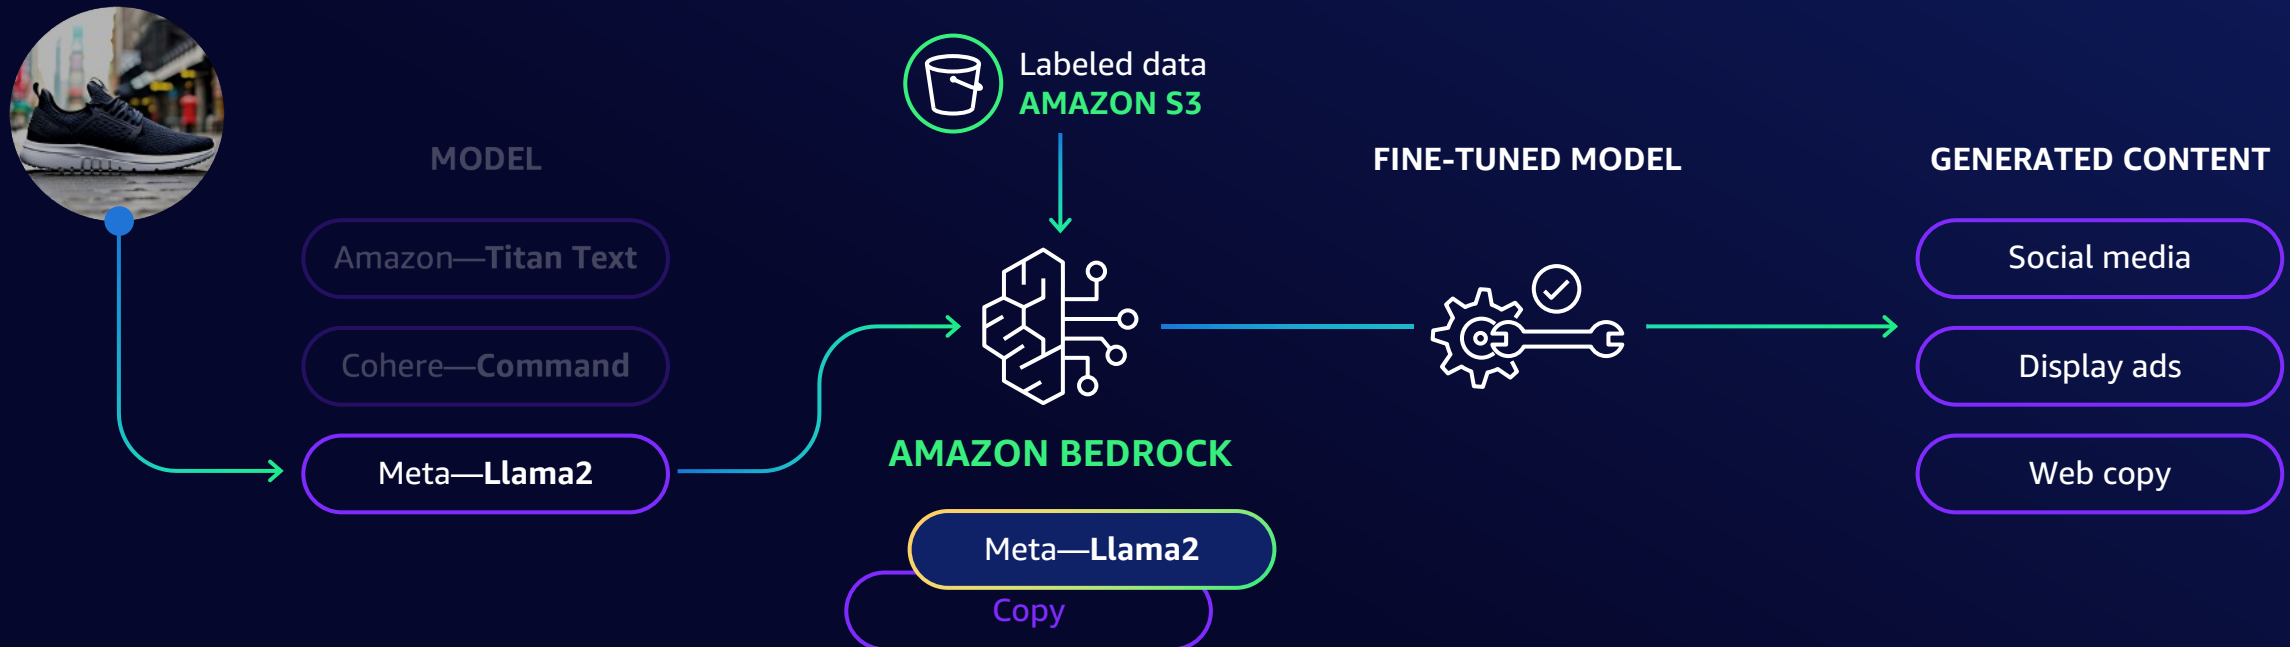 Labeled data
AMAZON S3
MODEL
FINE-TUNED MODEL
GENERATED CONTENT
Amazon—Titan Text
Social media
Cohere—Command
Display ads
Meta—Llama2
AMAZON BEDROCK
Web copy
Meta—Llama2
Copy